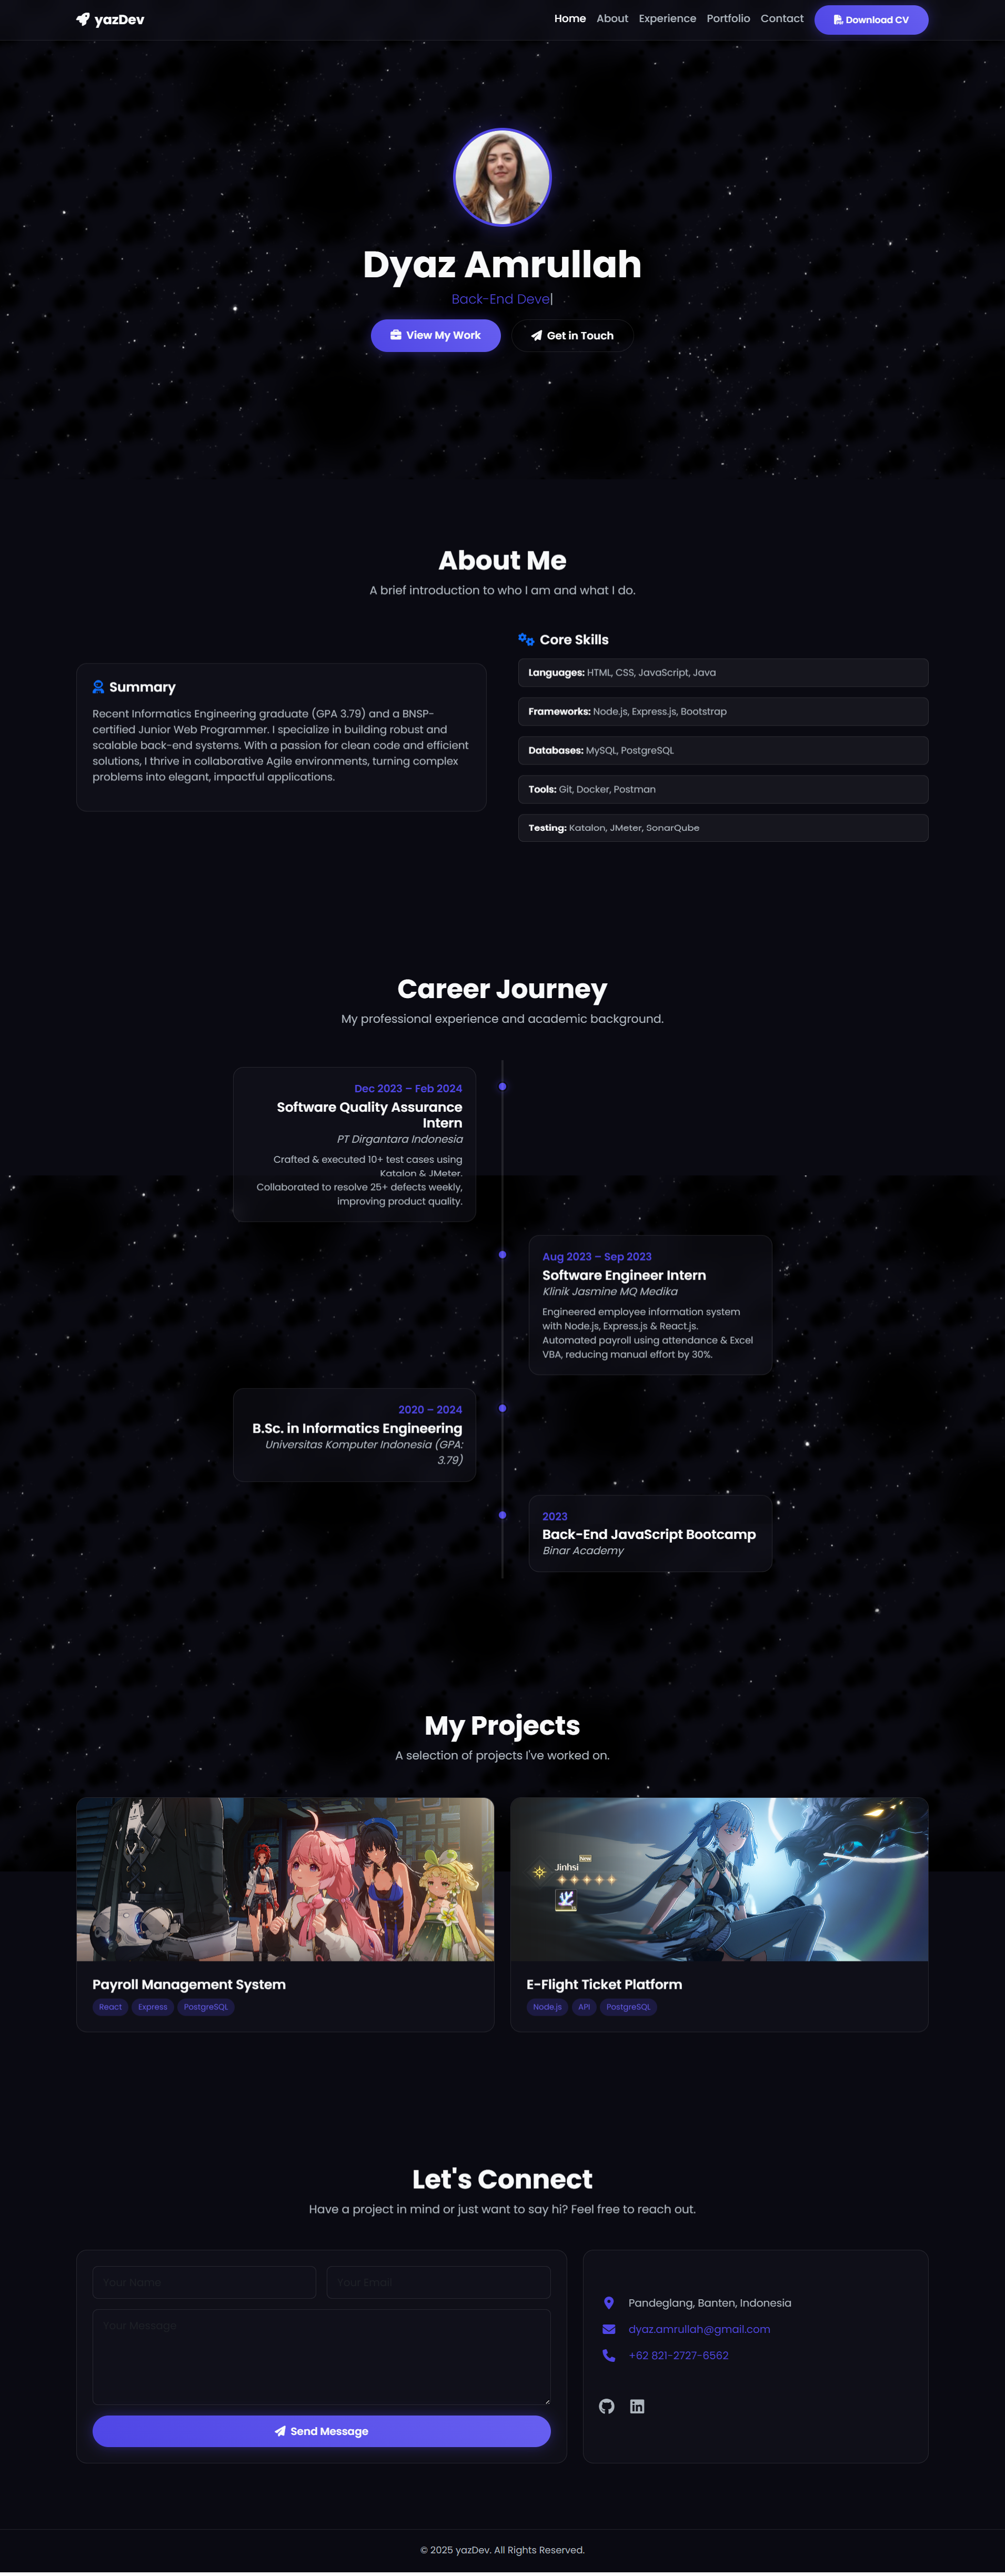 yazDev
Home About Experience Portfolio Contact Download CV
Dyaz Amrullah
Back-End Deve|
View My Work Get in Touch
About Me
A brief introduction to who I am and what I do.
Summary
Recent Informatics Engineering graduate (GPA 3.79) and a BNSP-
certified Junior Web Programmer. I specialize in building robust and
scalable back-end systems. With a passion for clean code and efficient
solutions, I thrive in collaborative Agile environments, turning complex
problems into elegant, impactful applications.
Core Skills
Languages: HTML, CSS, JavaScript, Java
Frameworks: Node.js, Express.js, Bootstrap
Databases: MySQL, PostgreSQL
Tools: Git, Docker, Postman
Testing: Katalon, JMeter, SonarQube
Career Journey
My professional experience and academic background.
Dec 2023 – Feb 2024
Software Quality Assurance
Intern
PT Dirgantara Indonesia
Crafted & executed 10+ test cases using
Katalon & JMeter.
Collaborated to resolve 25+ defects weekly,
improving product quality.
Aug 2023 – Sep 2023
Software Engineer Intern
Klinik Jasmine MQ Medika
Engineered employee information system
with Node.js, Express.js & React.js.
Automated payroll using attendance & Excel
VBA, reducing manual effort by 30%.
2020 – 2024
B.Sc. in Informatics Engineering
Universitas Komputer Indonesia (GPA:
3.79)
2023
Back-End JavaScript Bootcamp
Binar Academy
My Projects
A selection of projects I've worked on.
New
Jinhsi
Payroll Management System
React Express PostgreSQL
E-Flight Ticket Platform
Node.js API PostgreSQL
Let's Connect
Have a project in mind or just want to say hi? Feel free to reach out.
Your Name
Your Email
Your Message
Send Message
Pandeglang, Banten, Indonesia
dyaz.amrullah@gmail.com
+62 821-2727-6562
© 2025 yazDev. All Rights Reserved.